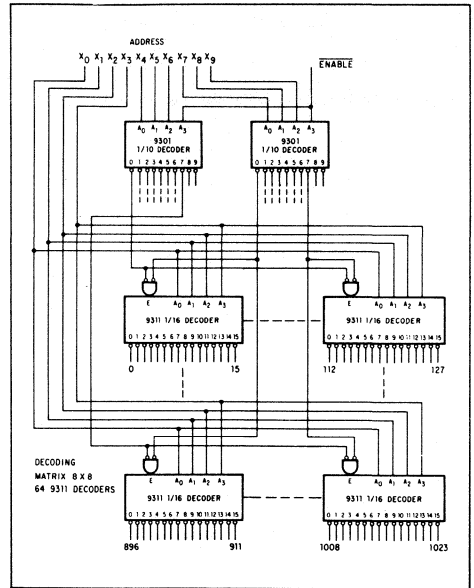 ADDRESS
X0 X1 X2 X3 X4 X5 X6 X7 X8 X9
ENABLE
A0 A1 A2 A3
9301
1/10 DECODER
0 1 2 3 4 5 6 7 8 9
A0 A1 A2 A3
9301
1/10 DECODER
0 1 2 3 4 5 6 7 8 9
E A0 A1 A2 A3
9311 1/16 DECODER
0 1 2 3 4 5 6 7 8 9 10 11 12 13 14 15
0 15
E A0 A1 A2 A3
9311 1/16 DECODER
0 1 2 3 4 5 6 7 8 9 10 11 12 13 14 15
112 127
DECODING
MATRIX 8 X 8
64 9311 DECODERS
E A0 A1 A2 A3
9311 1/16 DECODER
0 1 2 3 4 5 6 7 8 9 10 11 12 13 14 15
896 911
E A0 A1 A2 A3
9311 1/16 DECODER
0 1 2 3 4 5 6 7 8 9 10 11 12 13 14 15
1008 1023